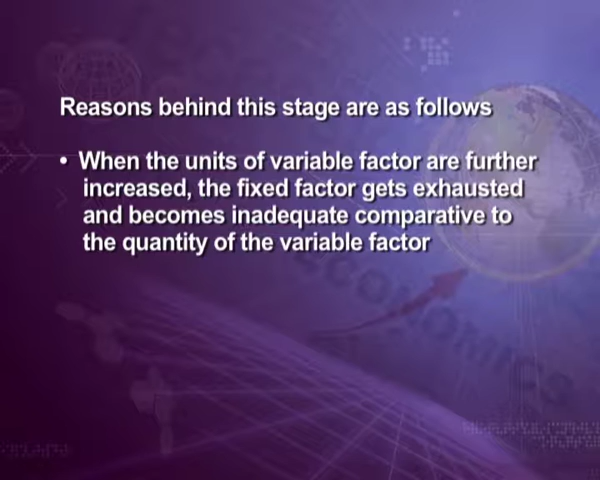 Reasons behind this stage are as follows
• When the units of variable factor are further
increased, the fixed factor gets exhausted
and becomes inadequate comparative to
the quantity of the variable factor
ECONOMICS